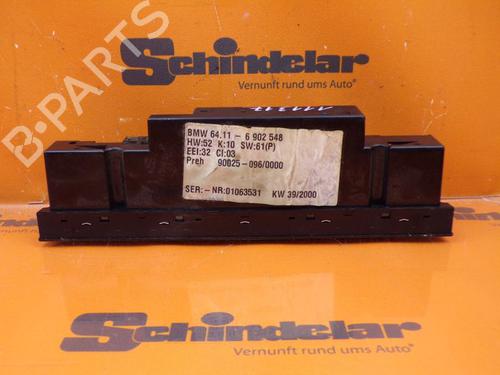 B-PARTS
Schindelar
Vernunft rund ums Auto®
BMW 64.11 - 6 902 548
HW:52 K:10 SW:61(P)
EEI:32 CI:03
Preh 90025-096/0000
SER:-NR:01063531 KW 39/2000
Schindelar
Vernunft rund ums Auto®